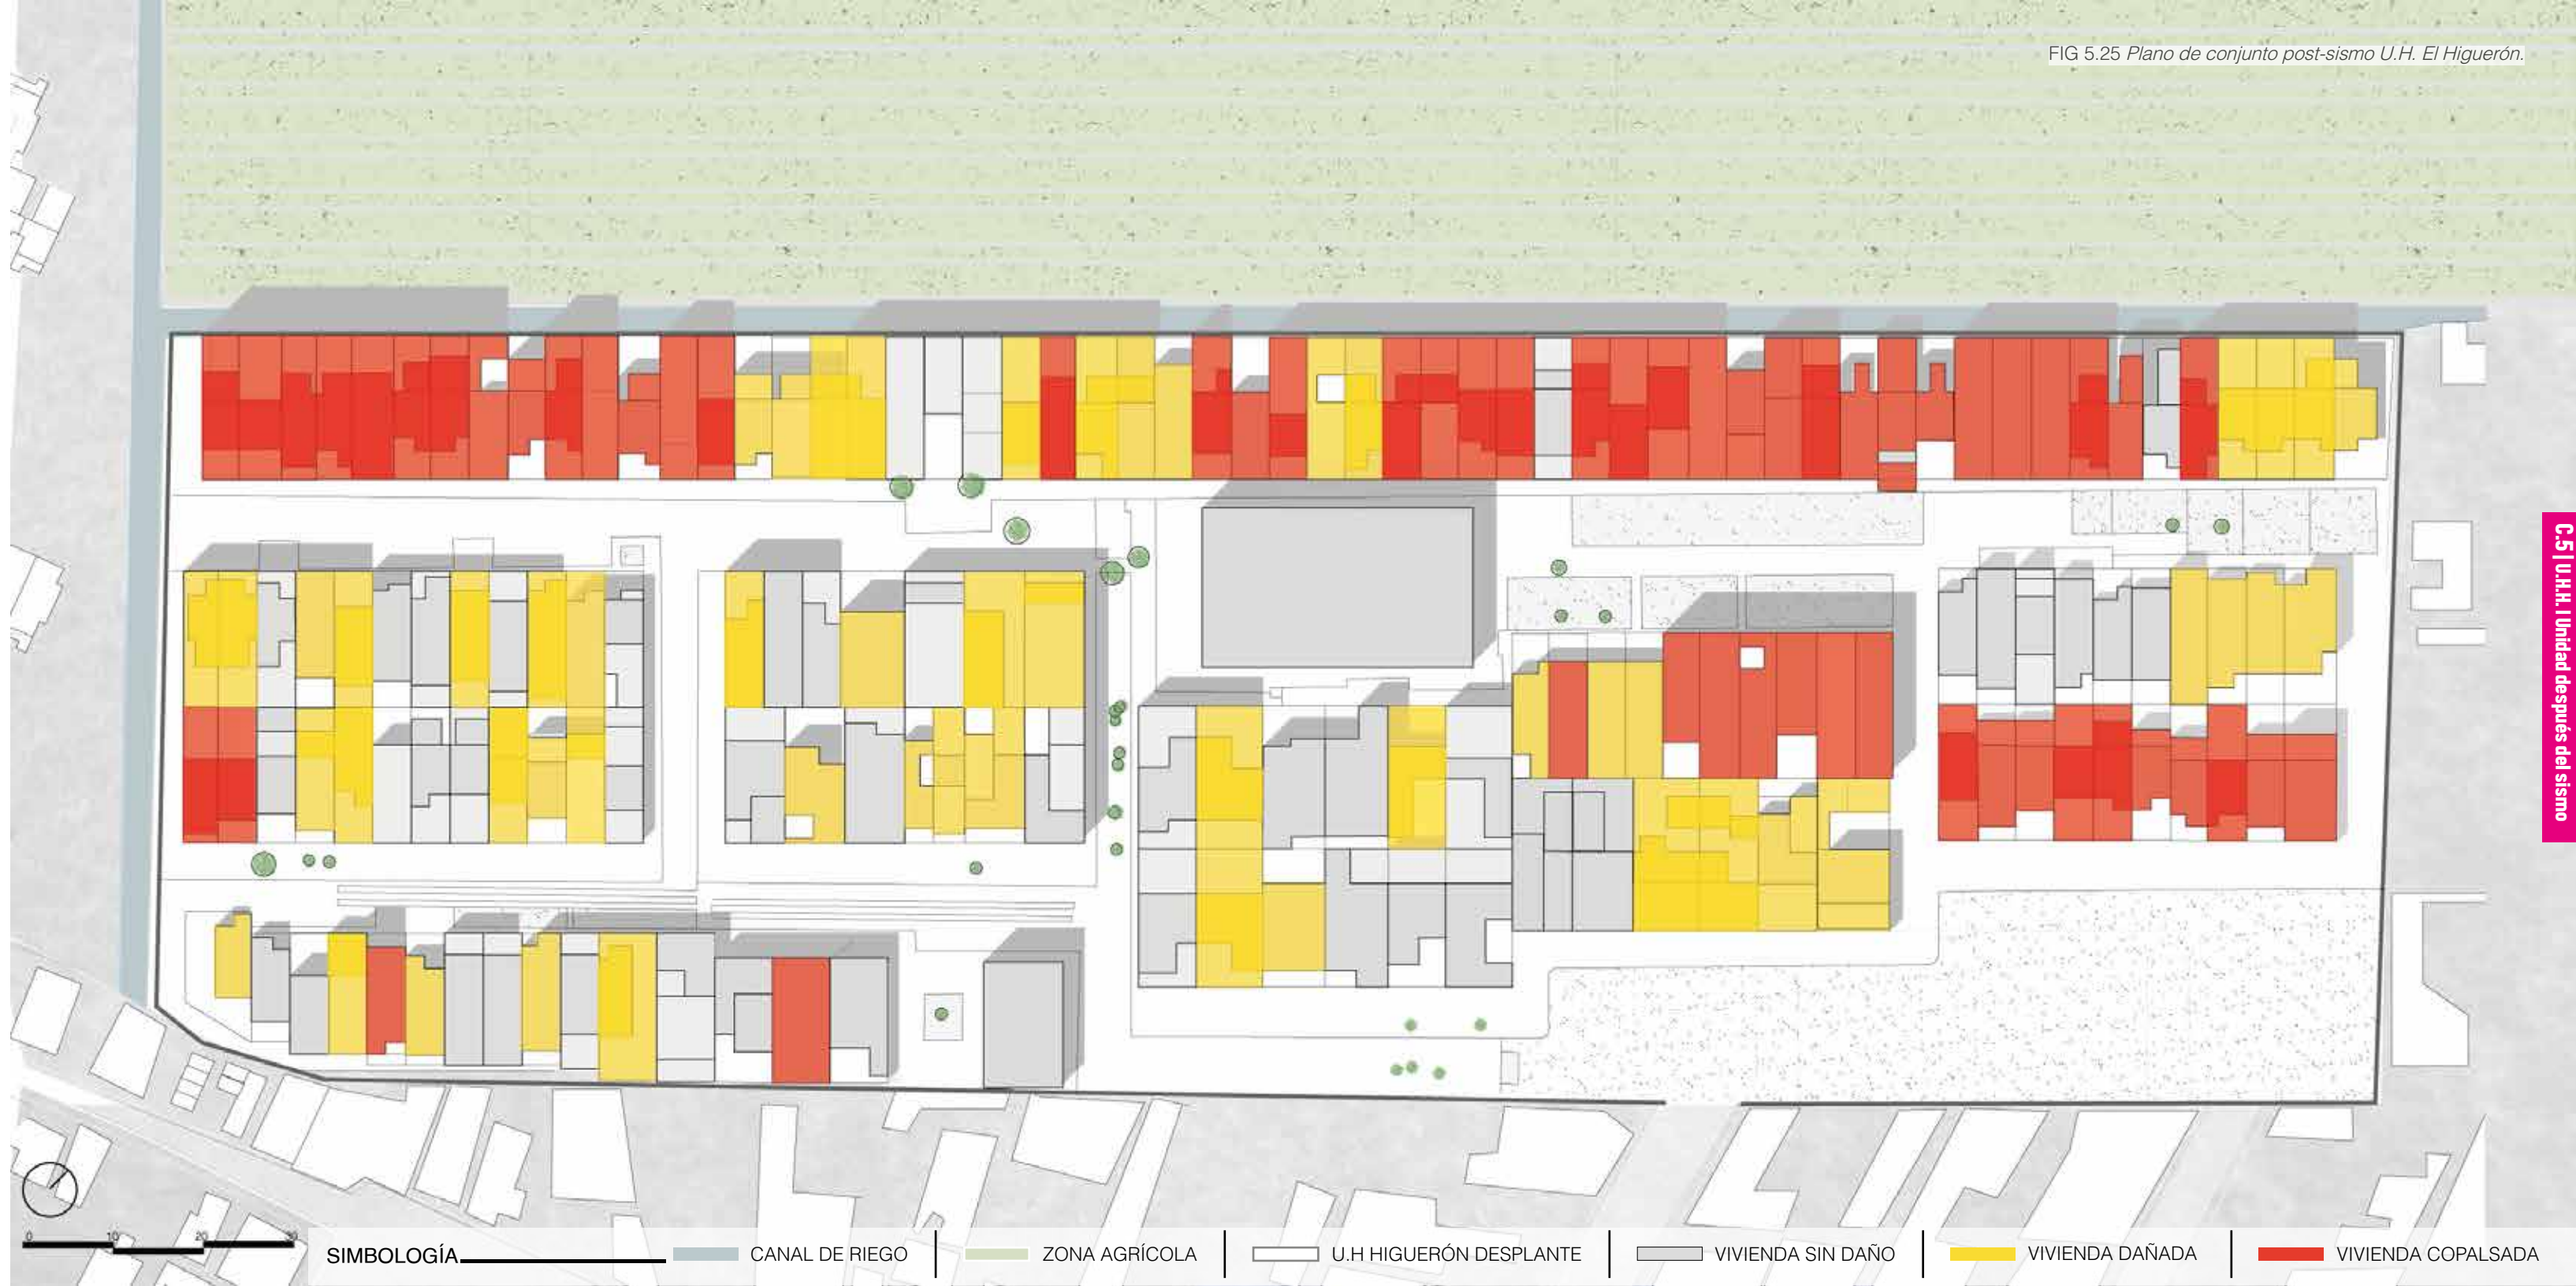 FIG 5.25 Plano de conjunto post-sismo U.H. El Higuerón.
C.5 | U.H.H. | Unidad después del sismo
0 10 20 30
SIMBOLOGÍA
CANAL DE RIEGO
ZONA AGRÍCOLA
U.H HIGUERÓN DESPLANTE
VIVIENDA SIN DAÑO
VIVIENDA DAÑADA
VIVIENDA COPALSADA